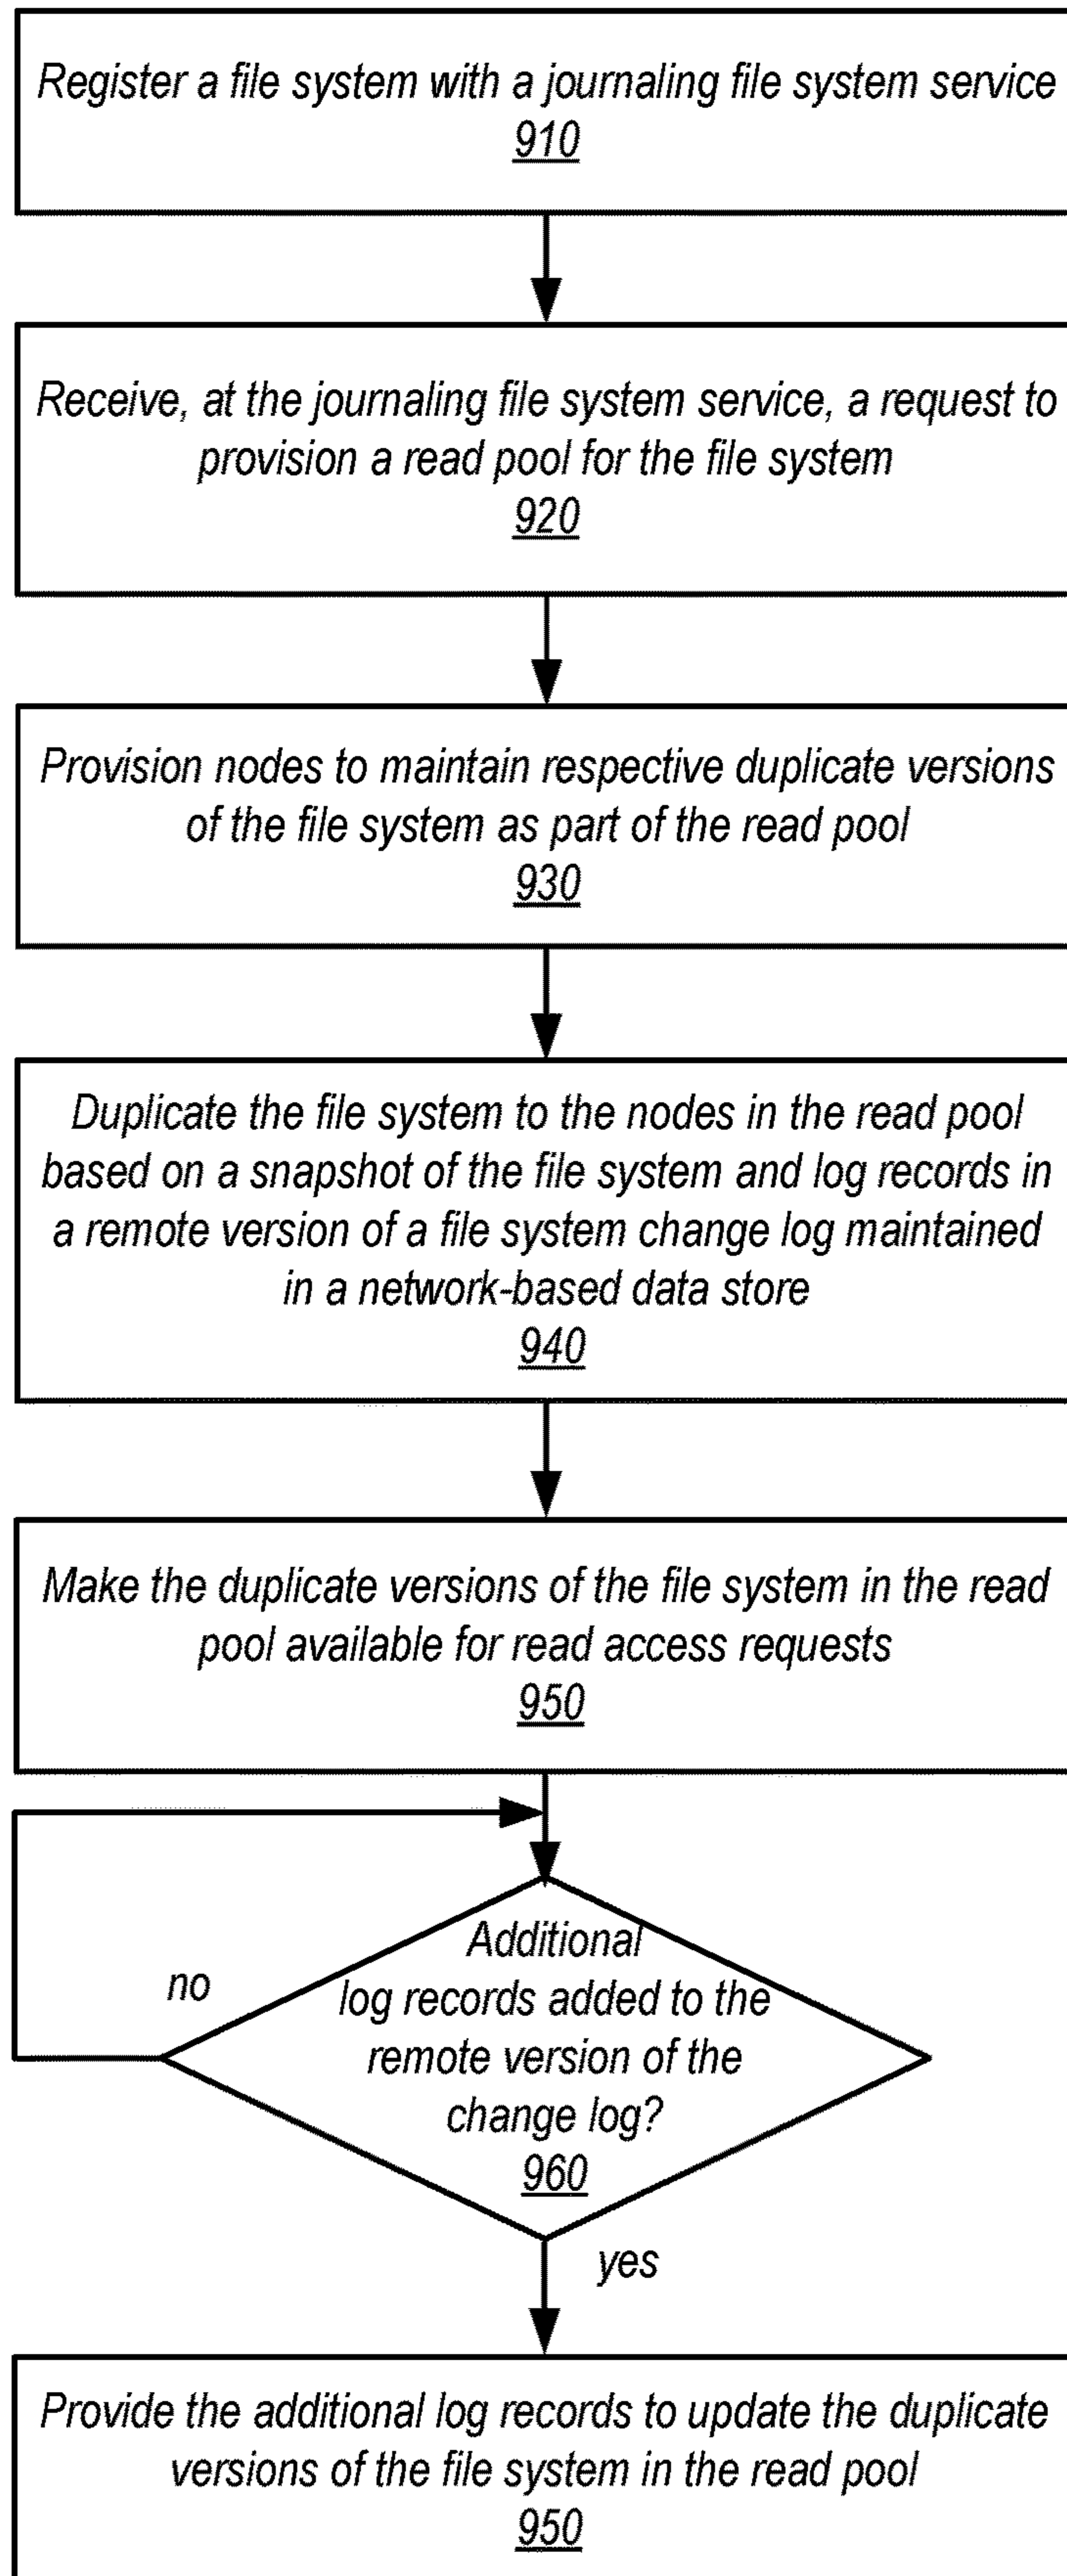 Register a file system with a journaling file system service
910
Receive, at the journaling file system service, a request to
provision a read pool for the file system
920
Provision nodes to maintain respective duplicate versions
of the file system as part of the read pool
930
Duplicate the file system to the nodes in the read pool
based on a snapshot of the file system and log records in
a remote version of a file system change log maintained
in a network-based data store
940
Make the duplicate versions of the file system in the read
pool available for read access requests
950
Additional
no
log records added to the
remote version of the
change log?
960
yes
Provide the additional log records to update the duplicate
versions of the file system in the read pool
950